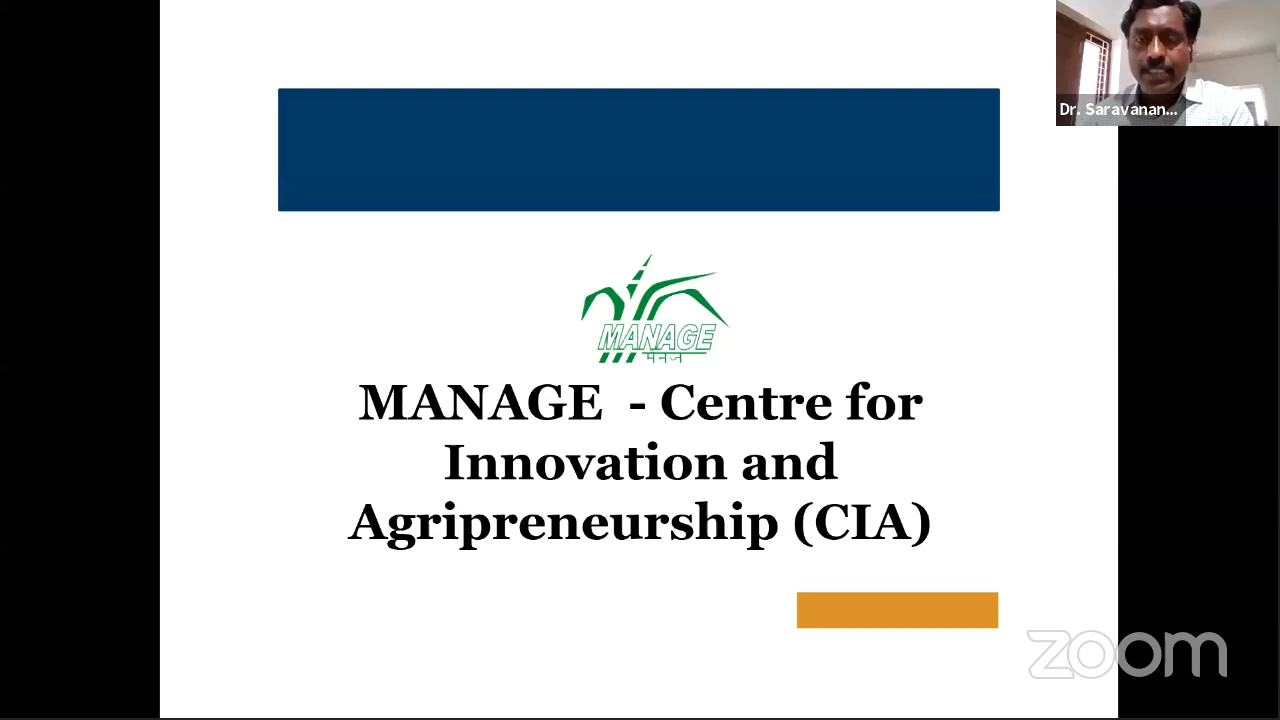 Dr. Saravanan...
MANAGE
MANAGE - Centre for
Innovation and
Agripreneurship (CIA)
zoom